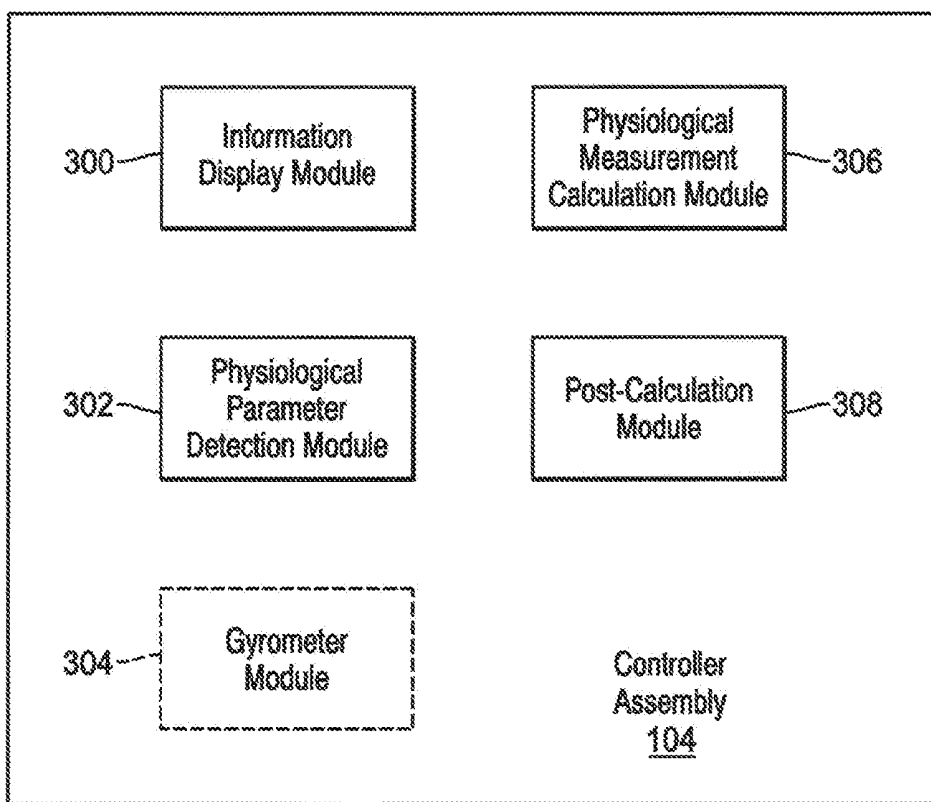 300
Information
Display Module
Physiological
Measurement
Calculation Module
306
302
Physiological
Parameter
Detection Module
Post-Calculation
Module
308
304
Gyrometer
Module
Controller
Assembly
104